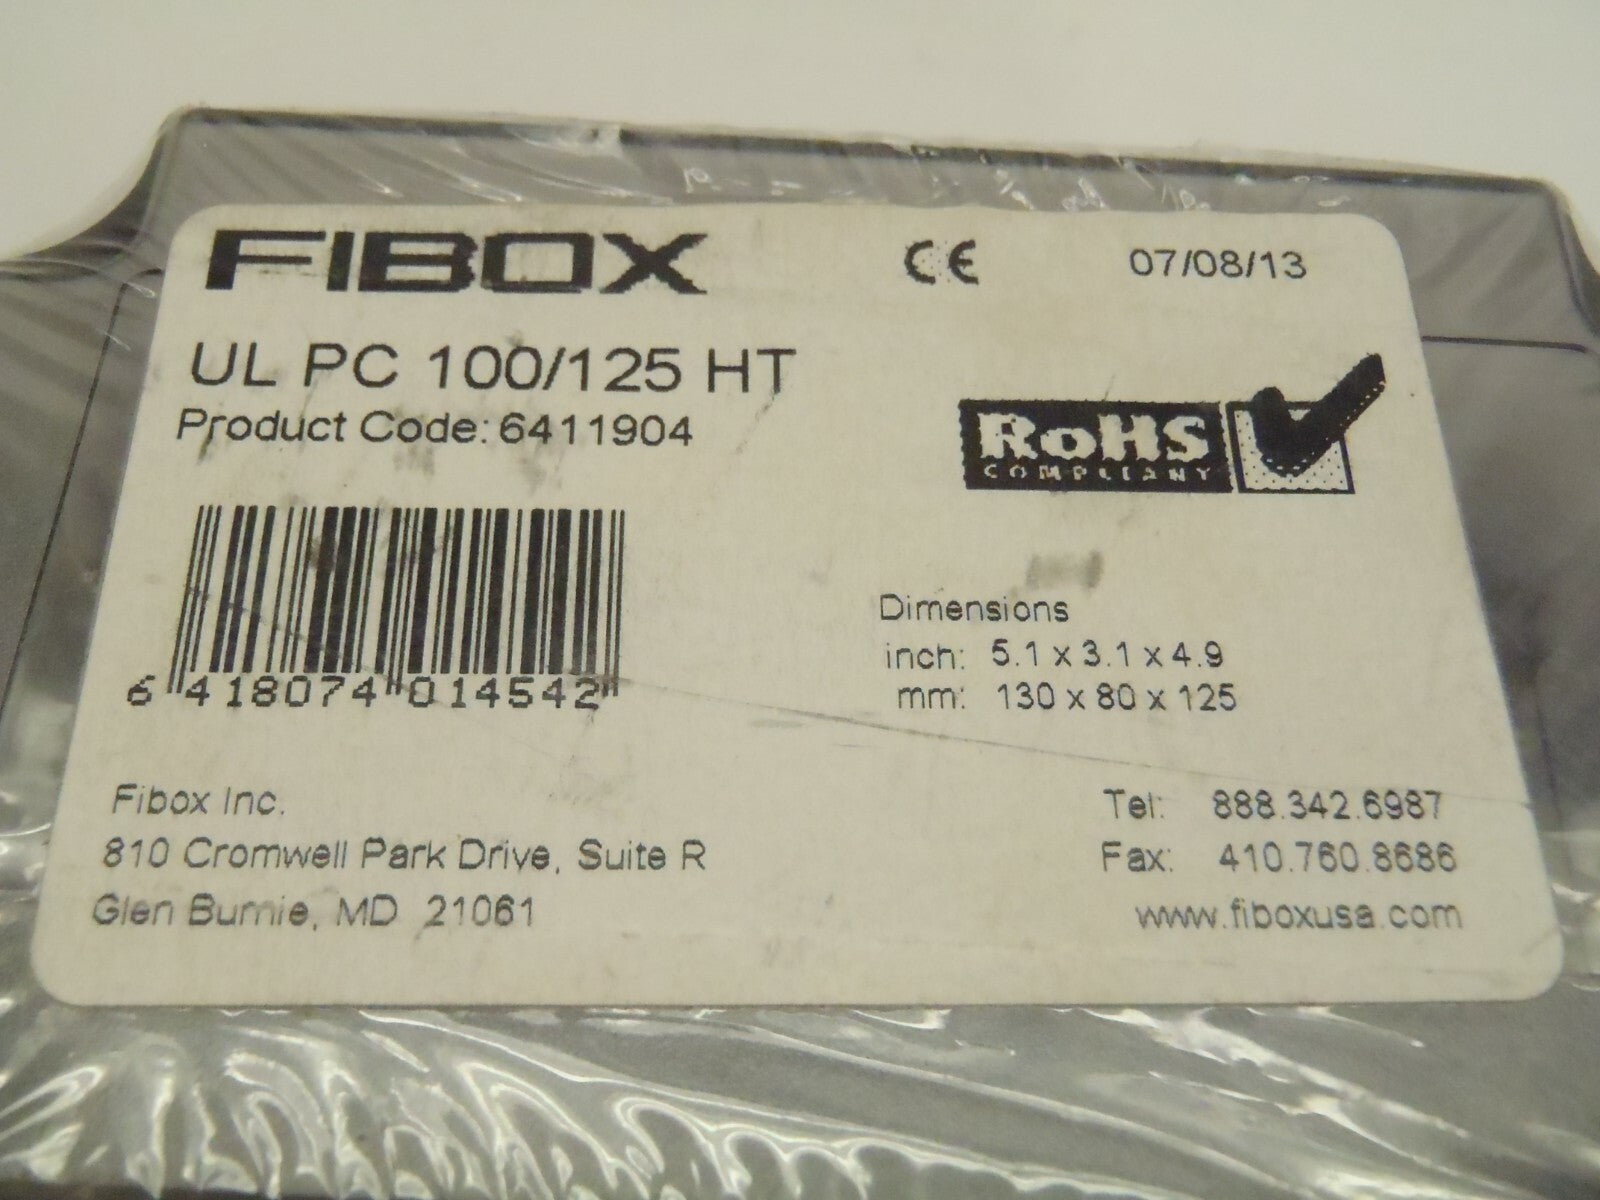 FIBOX
CE 07/08/13
UL PC 100/125 HT
Product Code: 6411904
RoHS
COMPLIANT
6 418074 014542
Dimensions
inch: 5.1 x 3.1 x 4.9
mm: 130 x 80 x 125
Fibox Inc.
810 Cromwell Park Drive, Suite R
Glen Burnie, MD 21061
Tel: 888.342.6987
Fax: 410.760.8686
www.fiboxusa.com